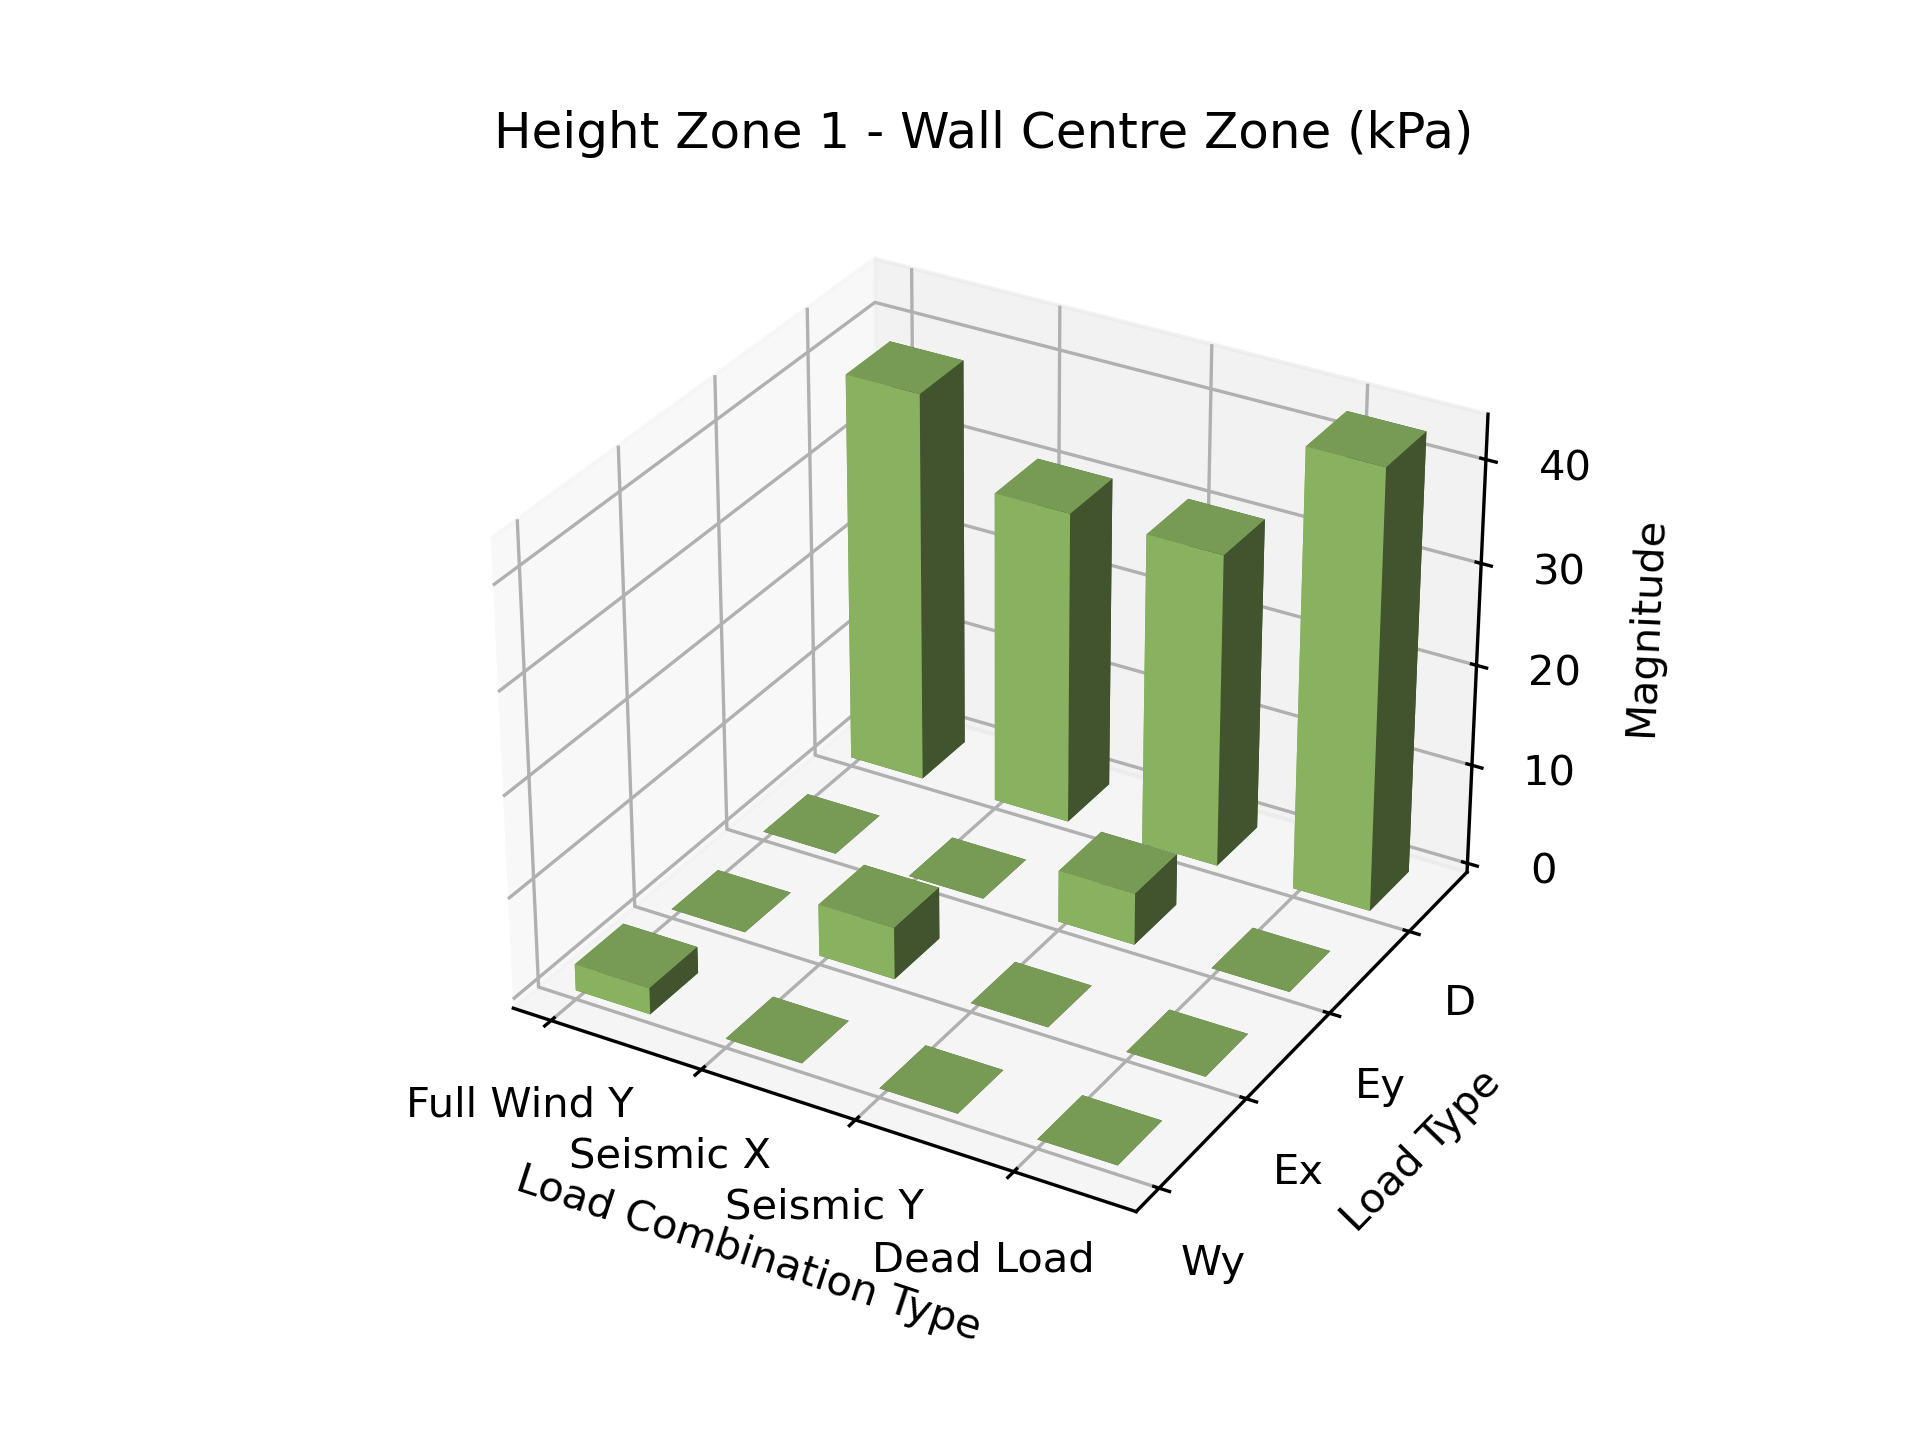 Height Zone 1 - Wall Centre Zone (kPa)
40
30
20
10
0
Magnitude
D
Ey
Ex
Wy
Load Type
Full Wind Y
Seismic X
Seismic Y
Dead Load
Load Combination Type